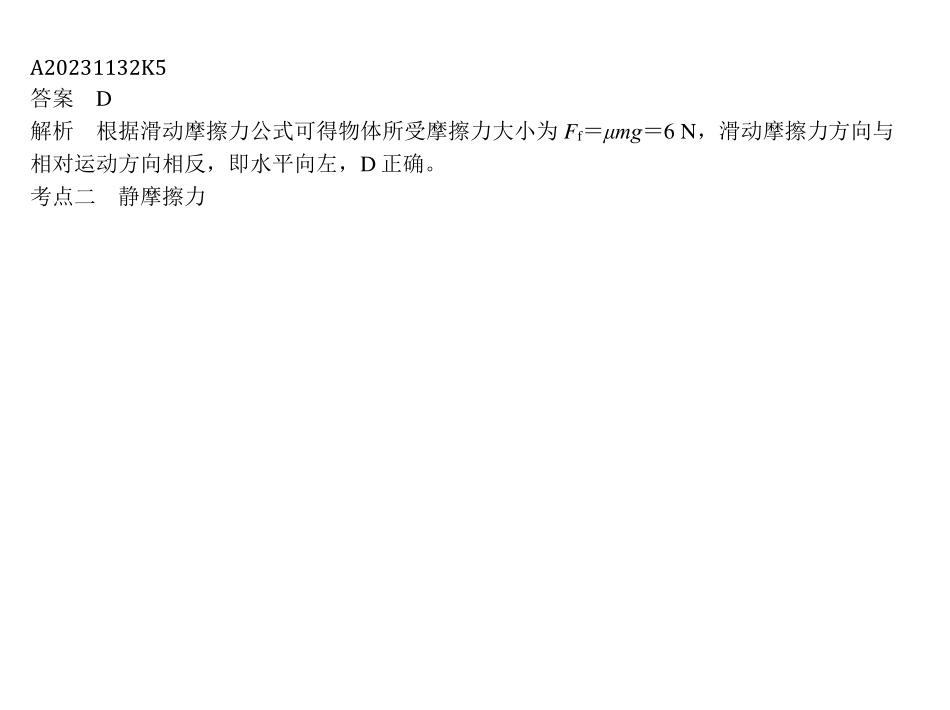 A20231132K5
答案　D
解析　根据滑动摩擦力公式可得物体所受摩擦力大小为 Ff＝μmg＝6 N，滑动摩擦力方向与
相对运动方向相反，即水平向左，D 正确。
考点二　静摩擦力